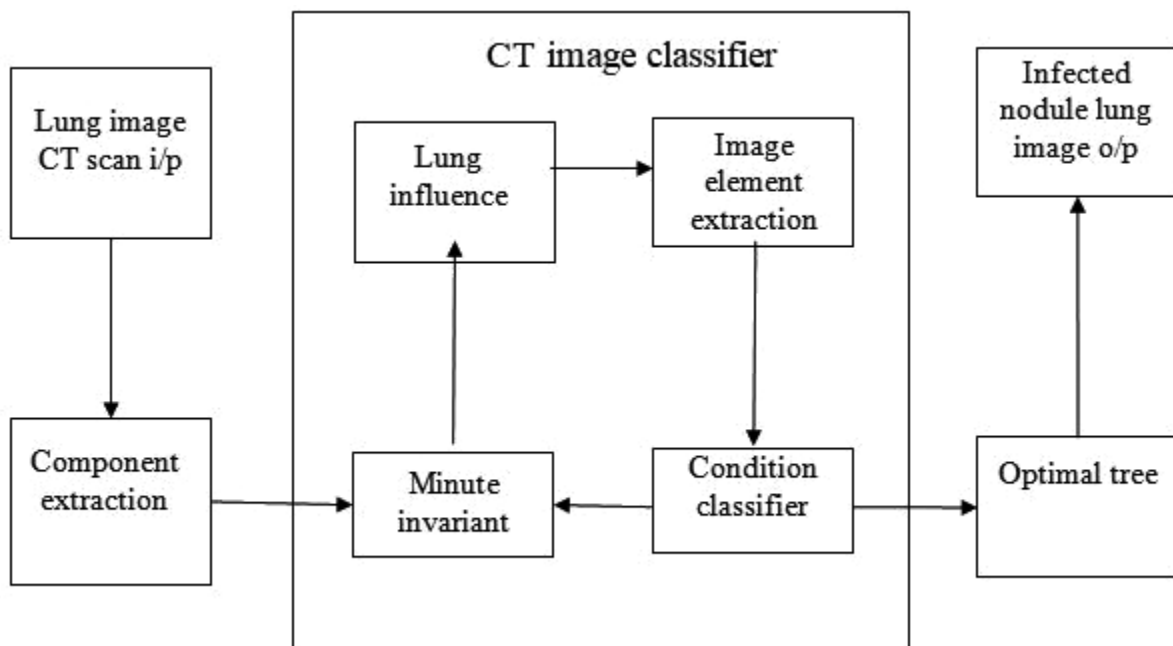 CT image classifier
Lung image
CT scan i/p
Lung
influence
Image
element
extraction
Infected
nodule lung
image o/p
Component
extraction
Minute
invariant
Condition
classifier
Optimal tree